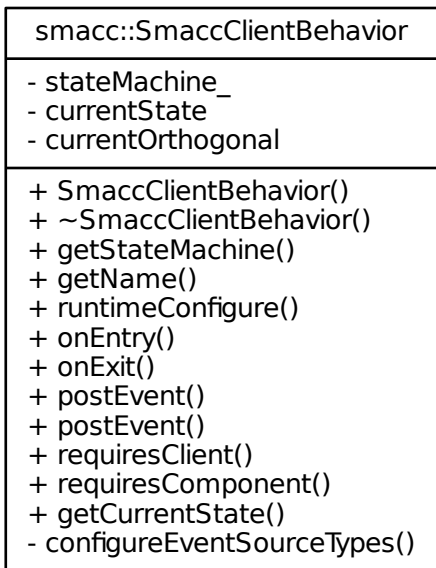 smacc::SmaccClientBehavior
- stateMachine_
- currentState
- currentOrthogonal
+ SmaccClientBehavior()
+ ~SmaccClientBehavior()
+ getStateMachine()
+ getName()
+ runtimeConfigure()
+ onEntry()
+ onExit()
+ postEvent()
+ postEvent()
+ requiresClient()
+ requiresComponent()
+ getCurrentState()
- configureEventSourceTypes()